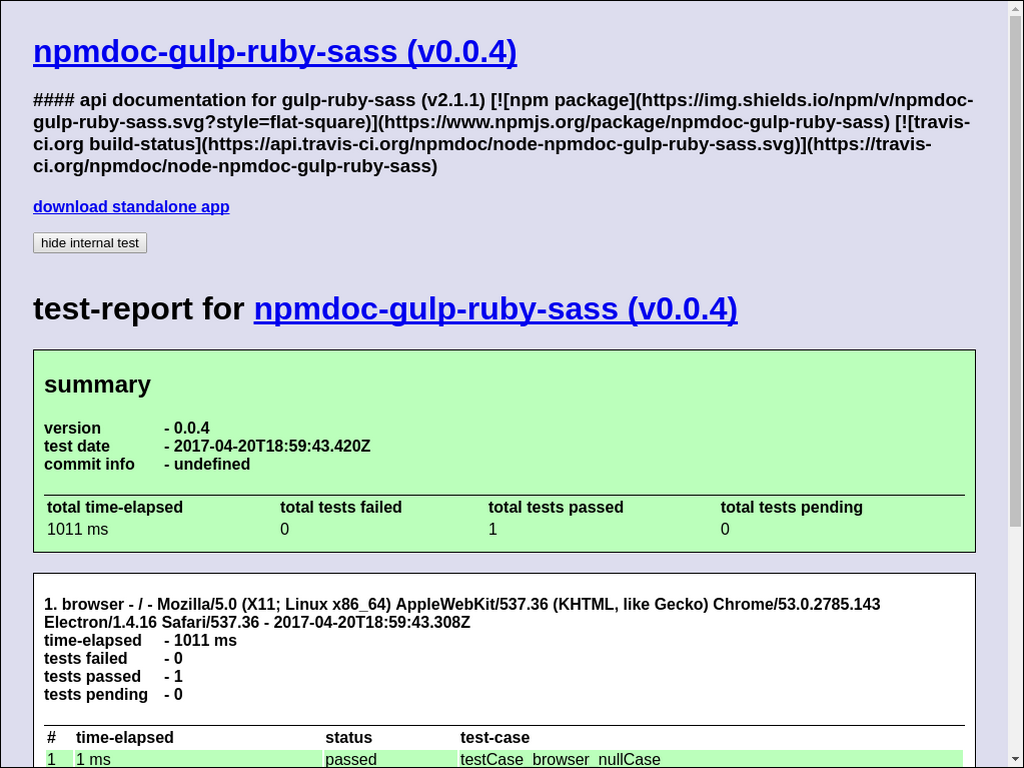 npmdoc-gulp-ruby-sass (v0.0.4)
#### api documentation for gulp-ruby-sass (v2.1.1) [![npm package](https://img.shields.io/npm/v/npmdoc-
gulp-ruby-sass.svg?style=flat-square)](https://www.npmjs.org/package/npmdoc-gulp-ruby-sass) [![travis-
ci.org build-status](https://api.travis-ci.org/npmdoc/node-npmdoc-gulp-ruby-sass.svg)](https://travis-
ci.org/npmdoc/node-npmdoc-gulp-ruby-sass)
download standalone app
hide internal test
test-report for npmdoc-gulp-ruby-sass (v0.0.4)
summary
version - 0.0.4
test date - 2017-04-20T18:59:43.420Z
commit info - undefined
total time-elapsed total tests failed total tests passed total tests pending
1011 ms 0 1 0
1. browser - / - Mozilla/5.0 (X11; Linux x86_64) AppleWebKit/537.36 (KHTML, like Gecko) Chrome/53.0.2785.143
Electron/1.4.16 Safari/537.36 - 2017-04-20T18:59:43.308Z
time-elapsed - 1011 ms
tests failed - 0
tests passed - 1
tests pending - 0
# time-elapsed status test-case
1 1 ms passed testCase_browser_nullCase